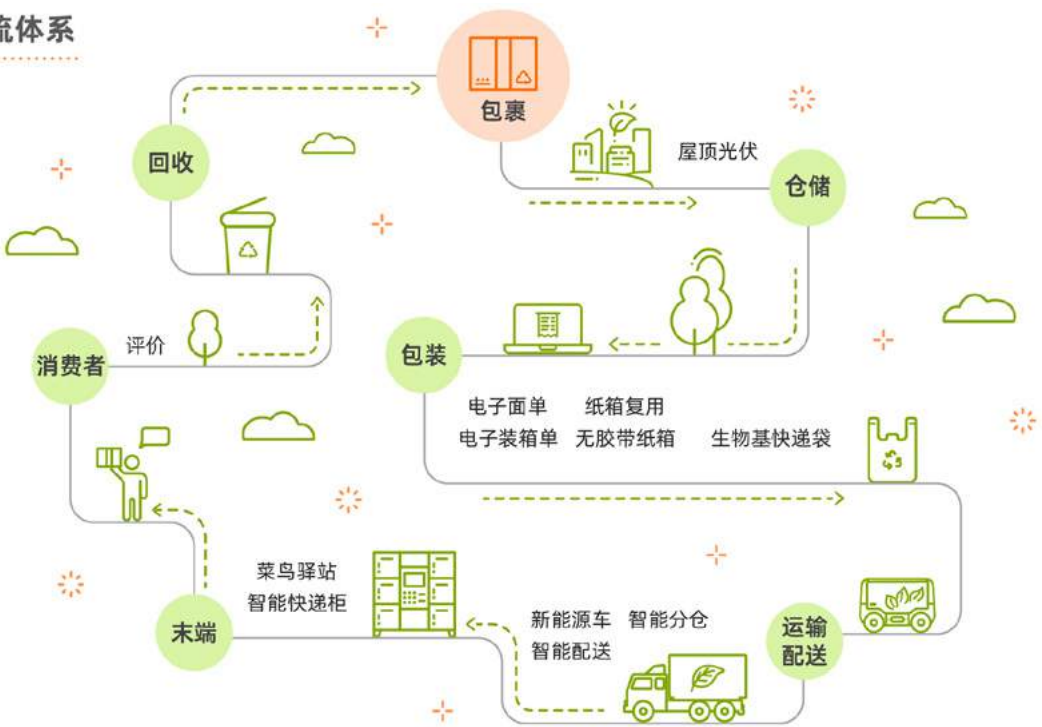 流体系
包裹
屋顶光伏
仓储
回收
评价
消费者
包装
电子面单 纸箱复用
电子装箱单 无胶带纸箱 生物基快递袋
菜鸟驿站
智能快递柜
末端
新能源车 智能分仓
智能配送
运输
配送